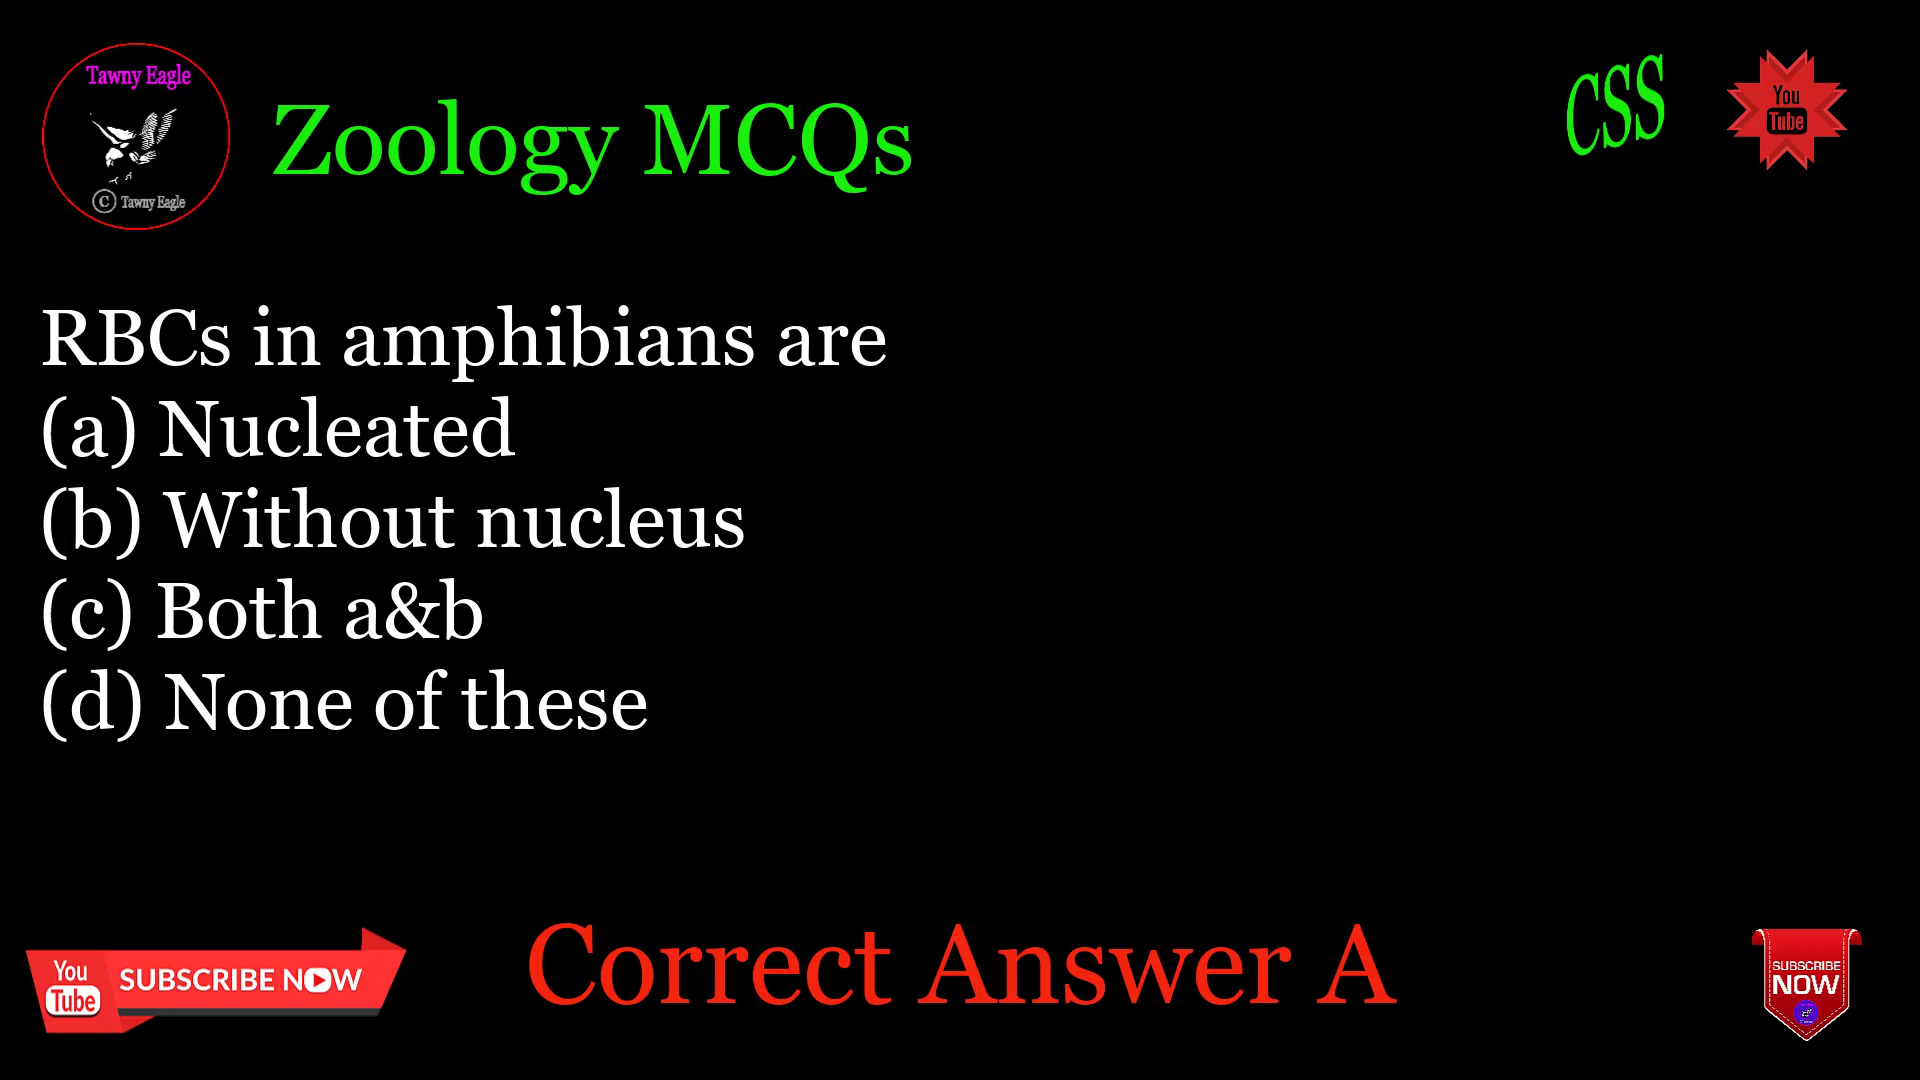 Tawny Eagle
© Tawny Eagle
Zoology MCQs
CSS
You
Tube
RBCs in amphibians are
(a) Nucleated
(b) Without nucleus
(c) Both a&b
(d) None of these
You
Tube
SUBSCRIBE NOW
Correct Answer A
SUBSCRIBE
NOW